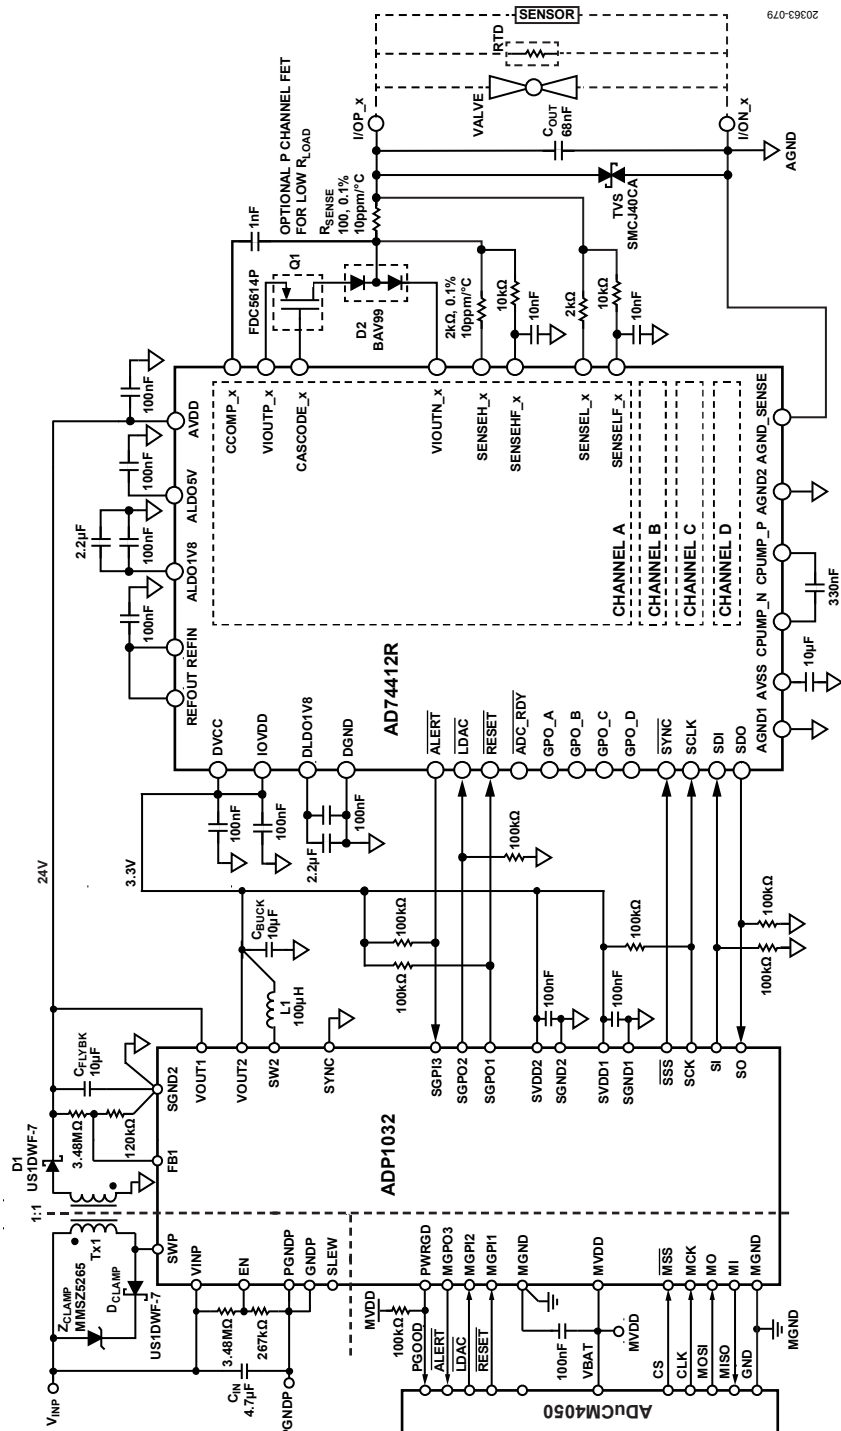 20363-079
SENSOR
RTD
VALVE
I/OP_x
I/ON_x
C_OUT
68nF
AGND
TVS
SMCJ40CA
OPTIONAL P CHANNEL FET
FOR LOW R_LOAD
R_SENSE
100, 0.1%
10ppm/°C
1nF
Q1
FDC5614P
D2
BAV99
2kΩ, 0.1%
10ppm/°C
10kΩ
10nF
2kΩ
10kΩ
10nF
100nF
AVDD
100nF
ALDO5V
2.2µF
100nF
ALDO1V8
100nF
REFOUT REFIN
CCOMP_x
VIOUTP_x
CASCODE_x
VIOUTN_x
SENSEH_x
SENSEHF_x
SENSEL_x
SENSELF_x
CHANNEL A
CHANNEL B
CHANNEL C
CHANNEL D
AD74412R
AGND1 AVSS CPUMP_N CPUMP_P AGND2 AGND_SENSE
10µF
330nF
DVCC
IOVDD
DLDO1V8
DGND
ALERT
LDAC
RESET
ADC_RDY
GPO_A
GPO_B
GPO_C
GPO_D
SYNC
SCLK
SDI
SDO
24V
3.3V
100nF
100nF
2.2µF
100nF
100kΩ
C_BUCK
10µF
L1
100µH
100kΩ
100kΩ
100nF
100nF
100kΩ
100kΩ
100kΩ
C_FLYBK
10µF
3.48MΩ
120kΩ
D1
US1DWF-7
1:1
Tx1
SGND2
FB1
SWP
VOUT1
VOUT2
SW2
SYNC
SGPI3
SGPO2
SGPO1
SVDD2
SGND2
SVDD1
SGND1
SSS
SCK
SI
SO
ADP1032
VINP
EN
PGNDP
GNDP
SLEW
PWRGD
MGPO3
MGPI2
MGPI1
MGND
MVDD
MSS
MCK
MO
MI
MGND
Z_CLAMP
MMSZ5265
D_CLAMP
US1DWF-7
V_INP
3.48MΩ
267kΩ
C_IN
4.7µF
PGNDP
MVDD
100kΩ
PGOOD
ALERT
LDAC
RESET
100nF
VBAT
MVDD
CS
CLK
MOSI
MISO
GND
MGND
ADuCM4050